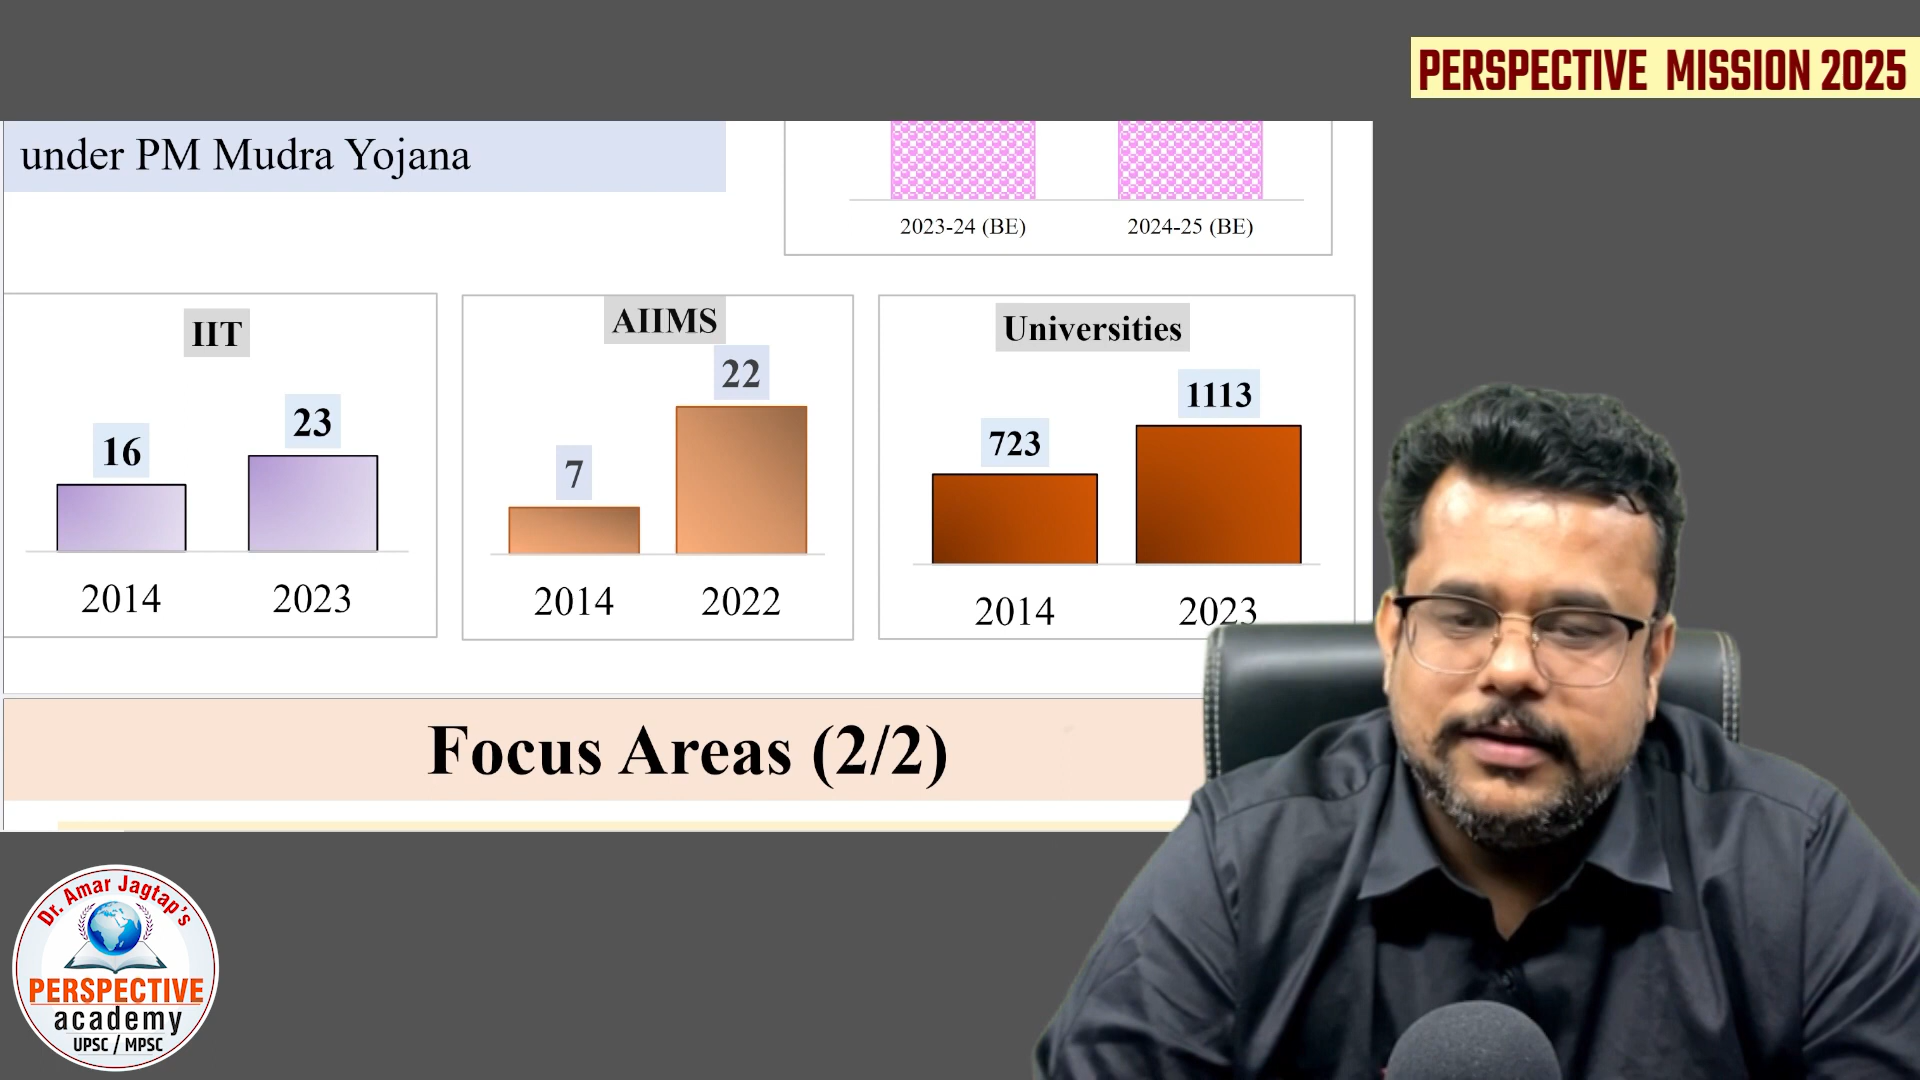 PERSPECTIVE MISSION 2025
under PM Mudra Yojana
2023-24 (BE) 2024-25 (BE)
IIT
16 23
2014 2023
AIIMS
7 22
2014 2022
Universities
723 1113
2014 2023
Focus Areas (2/2)
Dr. Amar Jagtap's
PERSPECTIVE
academy
UPSC / MPSC